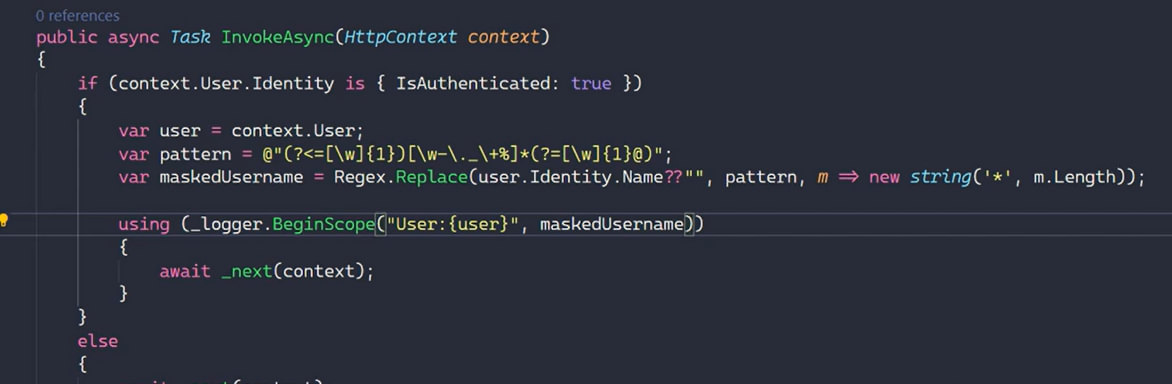 0 references
public async Task InvokeAsync(HttpContext context)
{
    if (context.User.Identity is { IsAuthenticated: true })
    {
        var user = context.User;
        var pattern = @"(?<=[\w]{1})[\w-\._\+%]*(?=[\w]{1}@)";
        var maskedUsername = Regex.Replace(user.Identity.Name??"", pattern, m => new string('*', m.Length));
        using (_logger.BeginScope("User:{user}", maskedUsername))
        {
            await _next(context);
        }
    }
    else
    {